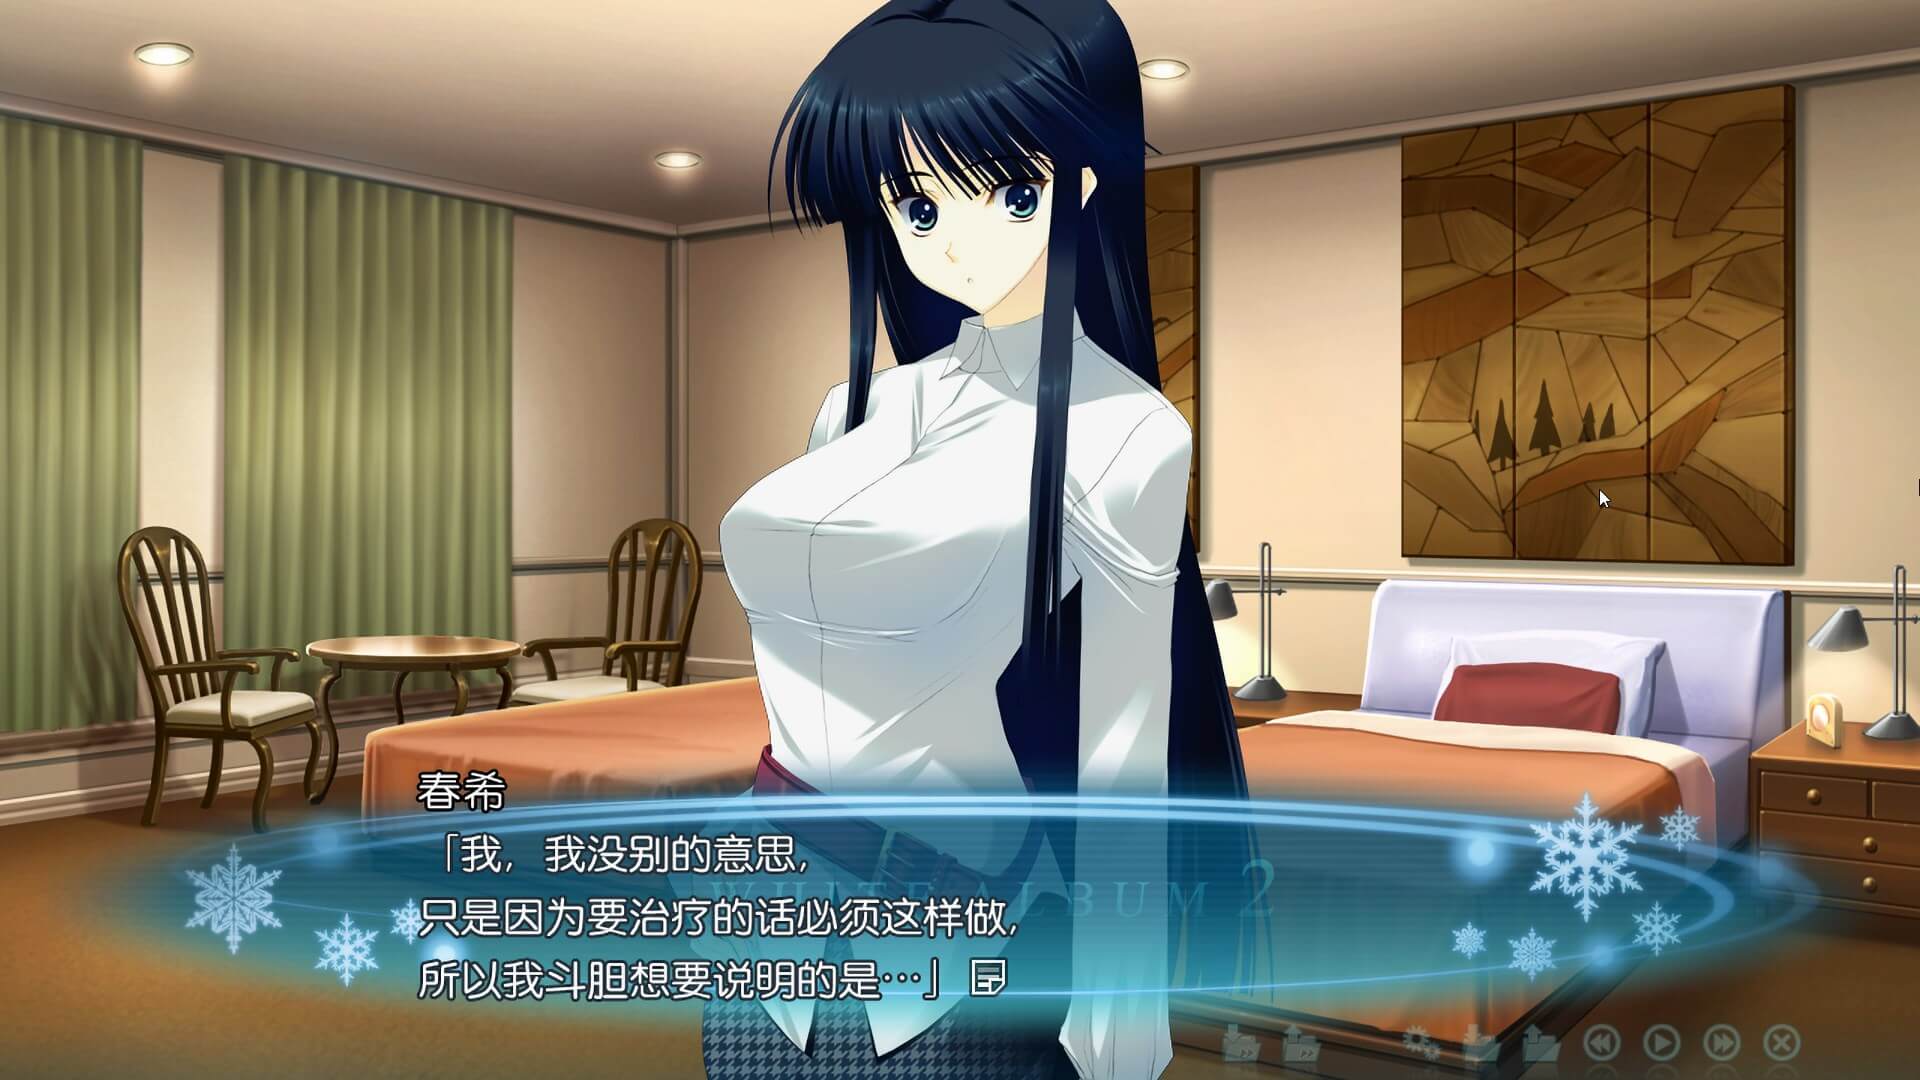 春希
「我，我没别的意思，
只是因为要治疗的话必须这样做，
所以我斗胆想要说明的是…」
WHITE ALBUM 2